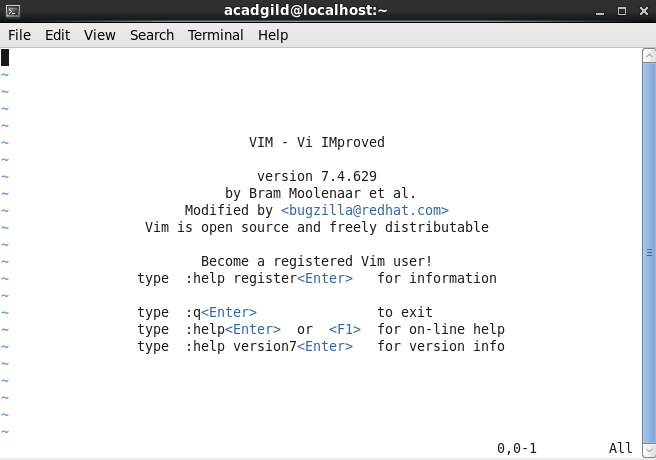 acadgild@localhost:~
File Edit View Search Terminal Help
~
~
~
~
~ VIM - Vi IMproved
~
~ version 7.4.629
~ by Bram Moolenaar et al.
~ Modified by <bugzilla@redhat.com>
~ Vim is open source and freely distributable
~
~ Become a registered Vim user!
~ type :help register<Enter> for information
~
~ type :q<Enter> to exit
~ type :help<Enter> or <F1> for on-line help
~ type :help version7<Enter> for version info
~
~
~
~
~
0,0-1 All